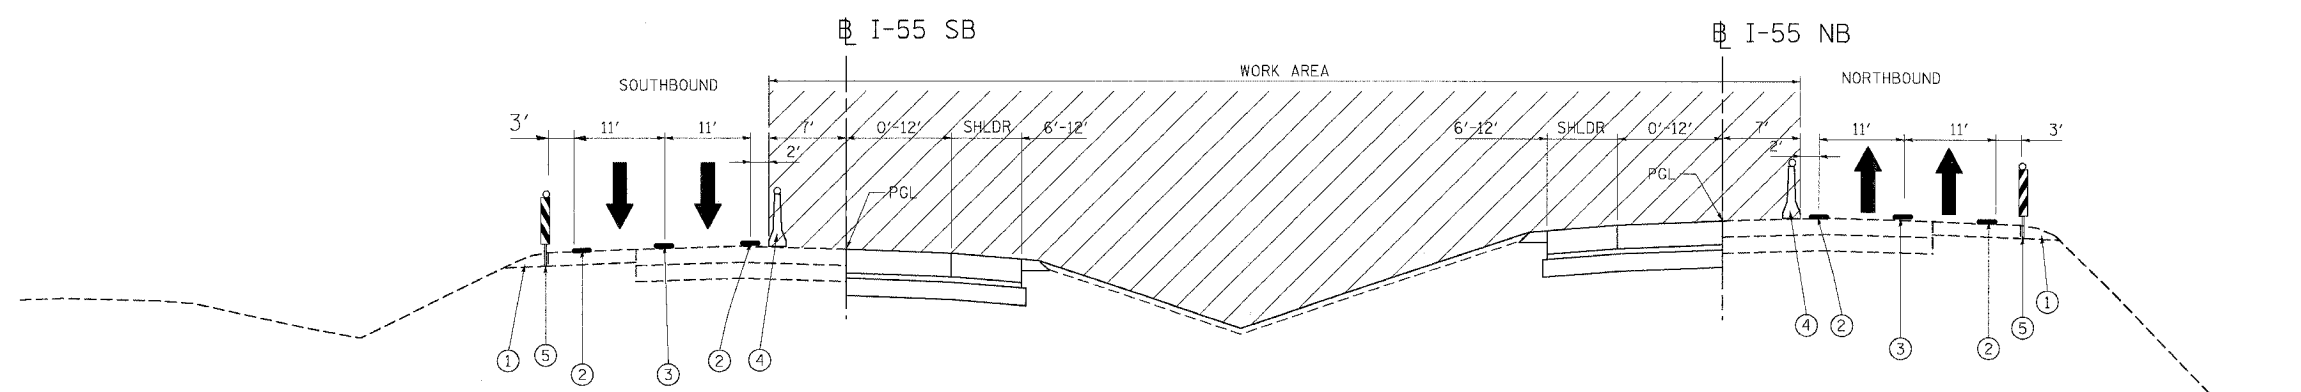 ℄ I-55 SB
℄ I-55 NB
WORK AREA
SOUTHBOUND
NORTHBOUND
3' 11' 11' 7' 0'-12' SHLDR 6'-12' 6'-12' SHLDR 0'-12' 7' 11' 11' 3'
2' 2'
PGL PGL
1 5 2 3 2 4 4 2 3 2 5 1